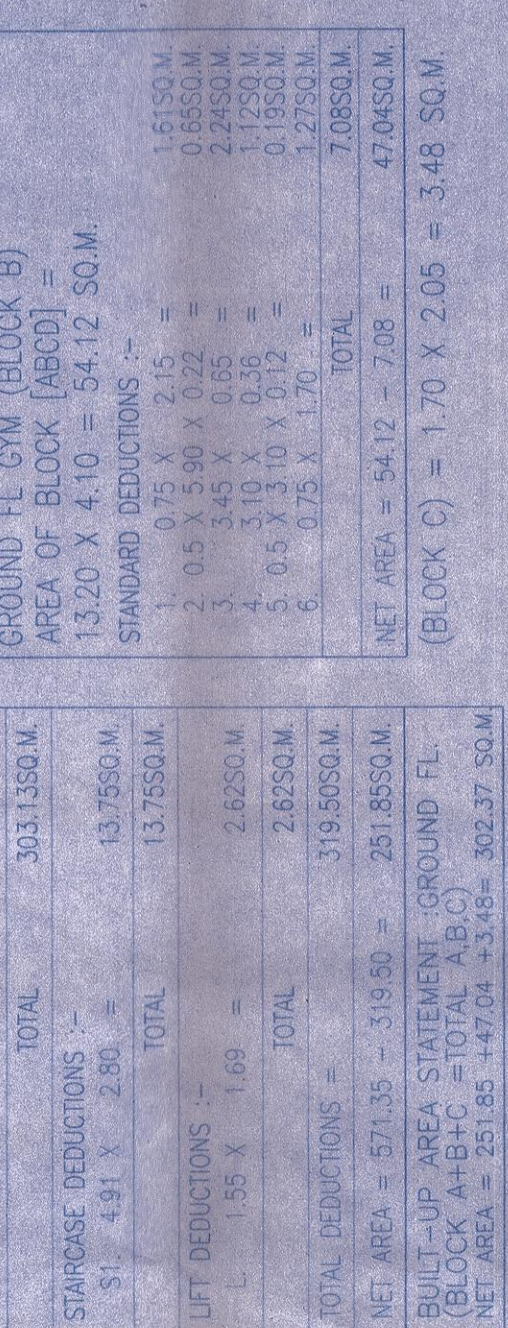 TOTAL 303.13SQ.M.
STAIRCASE DEDUCTIONS :-
S1. 4.91 X 2.80 = 13.75SQ.M.
TOTAL 13.75SQ.M.
LIFT DEDUCTIONS :-
L. 1.55 X 1.69 = 2.62SQ.M.
TOTAL 2.62SQ.M.
TOTAL DEDUCTIONS = 319.50SQ.M.
NET AREA = 571.35 - 319.50 = 251.85SQ.M.
BUILT-UP AREA STATEMENT :GROUND FL.
(BLOCK A+B+C =TOTAL A,B,C)
NET AREA = 251.85 +47.04 +3.48= 302.37 SQ.M
GROUND FL GYM (BLOCK B)
AREA OF BLOCK [ABCD] =
13.20 X 4.10 = 54.12 SQ.M.
STANDARD DEDUCTIONS :-
1. 0.75 X 2.15 = 1.61SQ.M.
2. 0.5 X 5.90 X 0.22 = 0.65SQ.M.
3. 3.45 X 0.65 = 2.24SQ.M.
4. 3.10 X 0.36 = 1.12SQ.M.
5. 0.5 X 3.10 X 0.12 = 0.19SQ.M.
6. 0.75 X 1.70 = 1.27SQ.M.
TOTAL 7.08SQ.M.
NET AREA = 54.12 - 7.08 = 47.04SQ.M.
(BLOCK C) = 1.70 X 2.05 = 3.48 SQ.M.